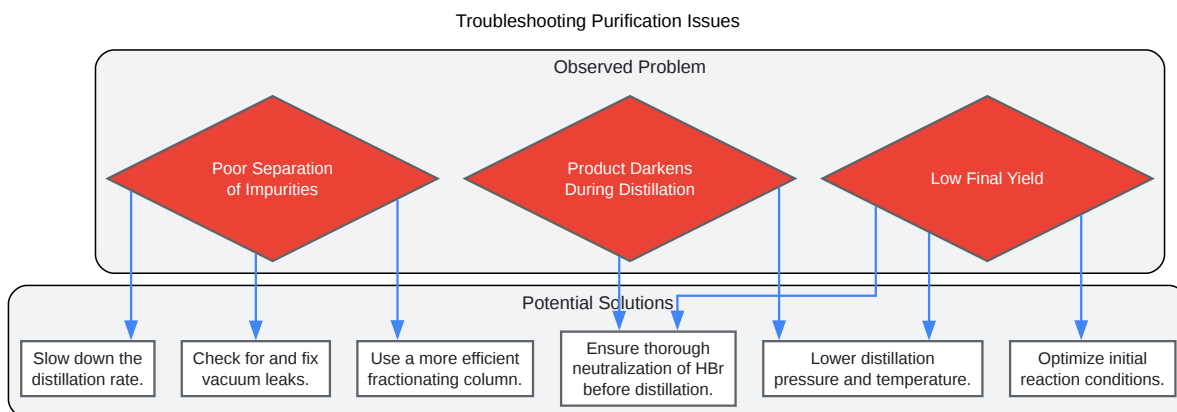 Troubleshooting Purification Issues
Observed Problem
Poor Separation
of Impurities
Product Darkens
During Distillation
Low Final Yield
Potential Solutions
Slow down the
distillation rate.
Check for and fix
vacuum leaks.
Use a more efficient
fractionating column.
Ensure thorough
neutralization of HBr
before distillation.
Lower distillation
pressure and temperature.
Optimize initial
reaction conditions.